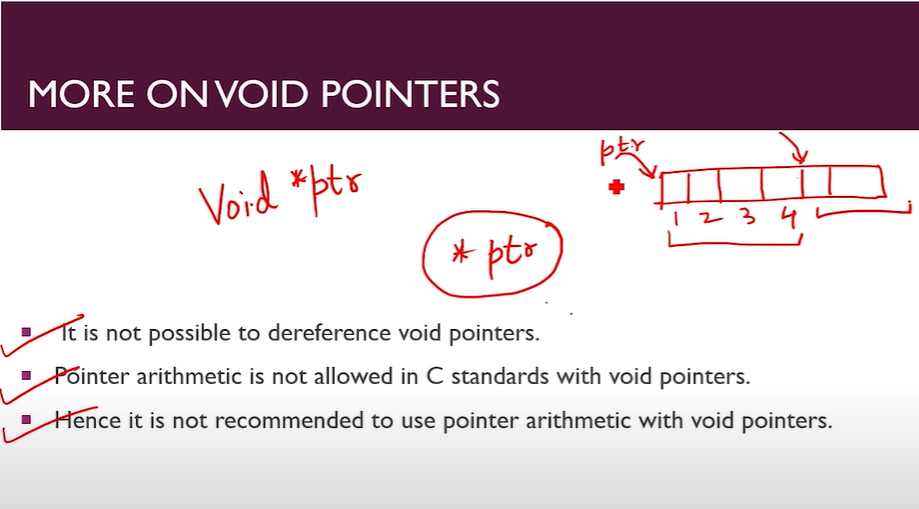 MORE ON VOID POINTERS
ptr
Void *ptr
1 2 3 4
* ptr
It is not possible to dereference void pointers.
Pointer arithmetic is not allowed in C standards with void pointers.
Hence it is not recommended to use pointer arithmetic with void pointers.